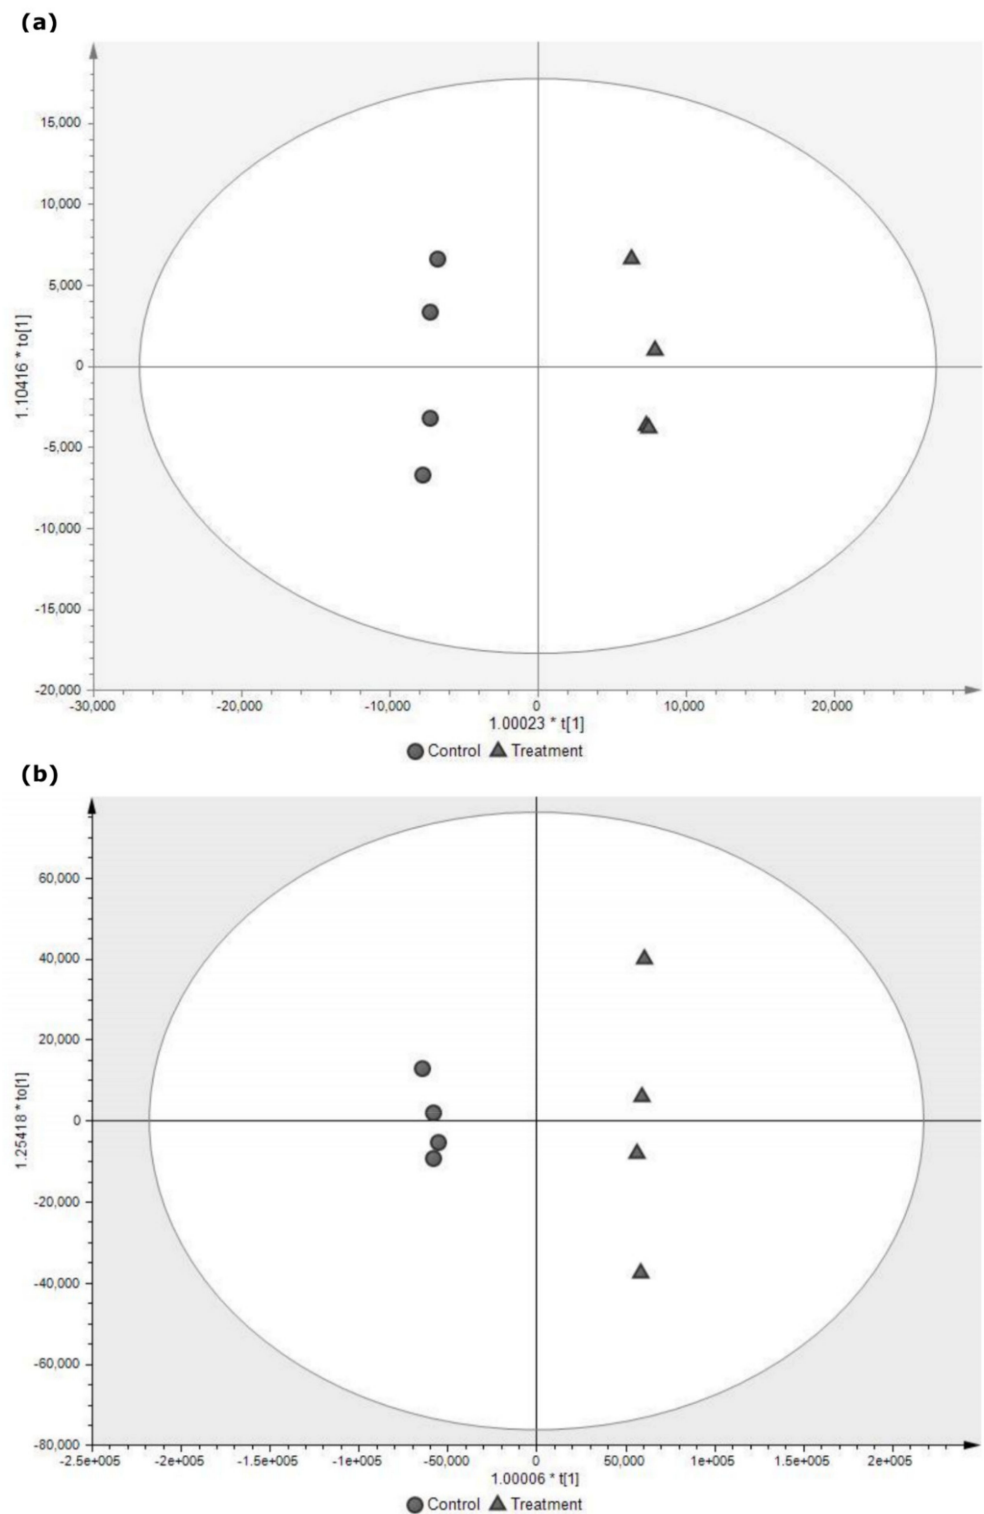 (a)
15,000
10,000
5,000
0
-5,000
-10,000
-15,000
-20,000
1.10416 * to[1]
-30,000 -20,000 -10,000 0 10,000 20,000
1.00023 * t[1]
Control Treatment
(b)
60,000
40,000
20,000
0
-20,000
-40,000
-60,000
-80,000
1.25418 * to[1]
-2.5e+005 -2e+005 -1.5e+005 -1e+005 -50,000 0 50,000 1e+005 1.5e+005 2e+005
1.00006 * t[1]
Control Treatment